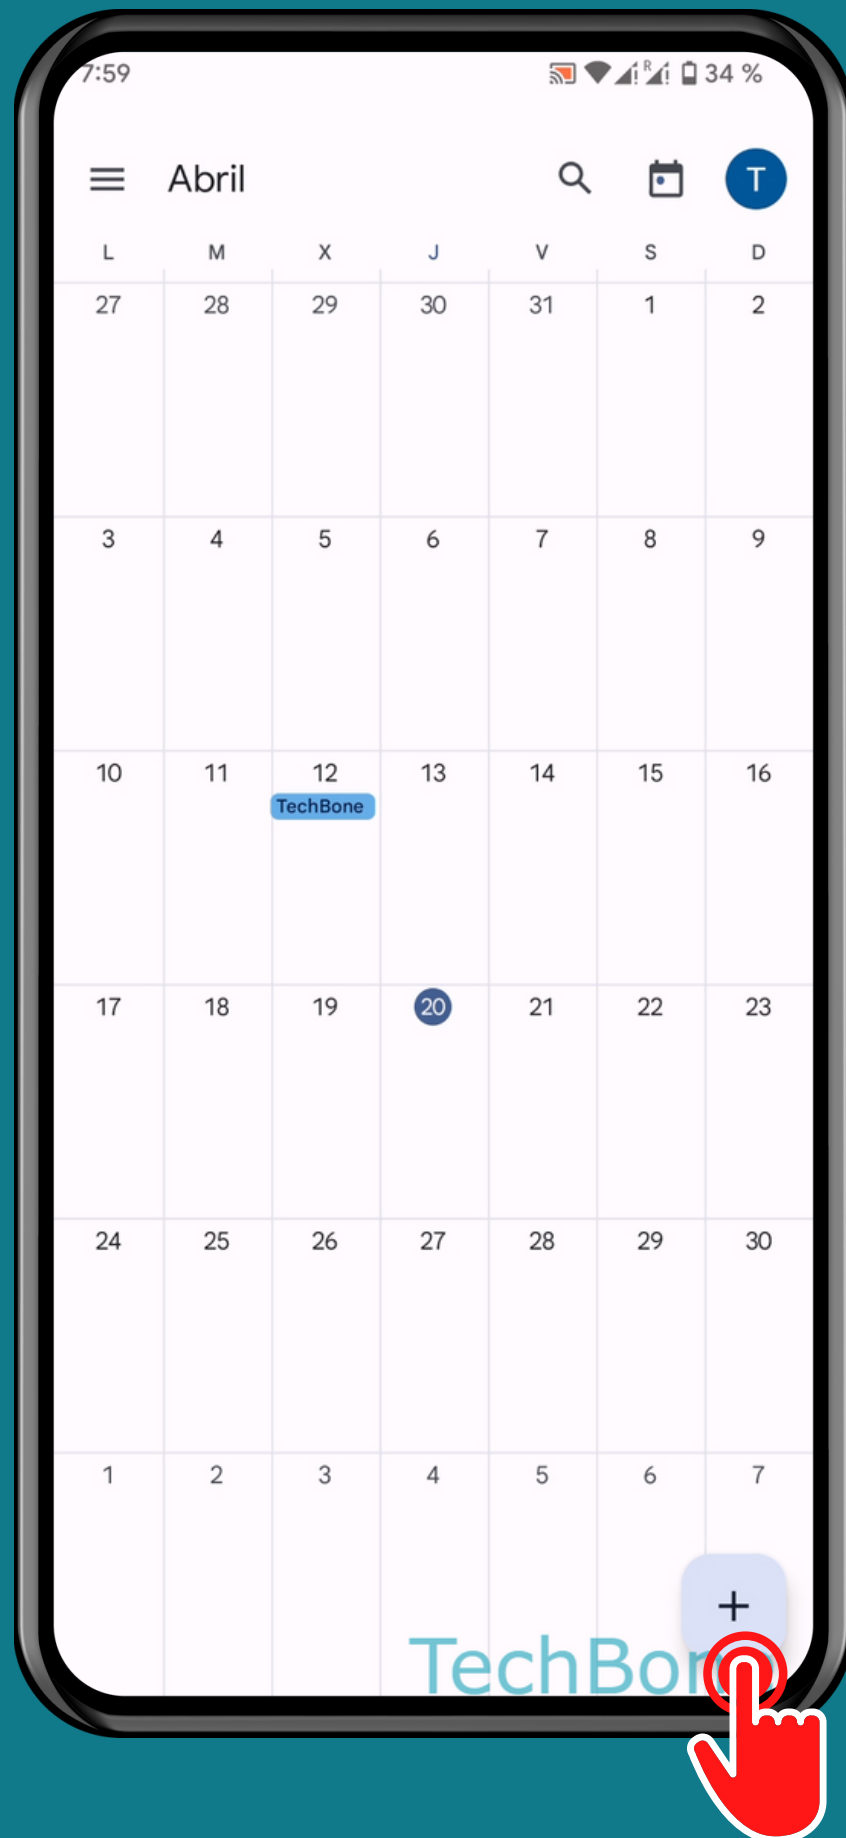 7:59 R 34 %
Abril T
L M X J V S D
27 28 29 30 31 1 2
3 4 5 6 7 8 9
10 11 12 13 14 15 16
TechBone
17 18 19 20 21 22 23
24 25 26 27 28 29 30
1 2 3 4 5 6 7
+
TechBon